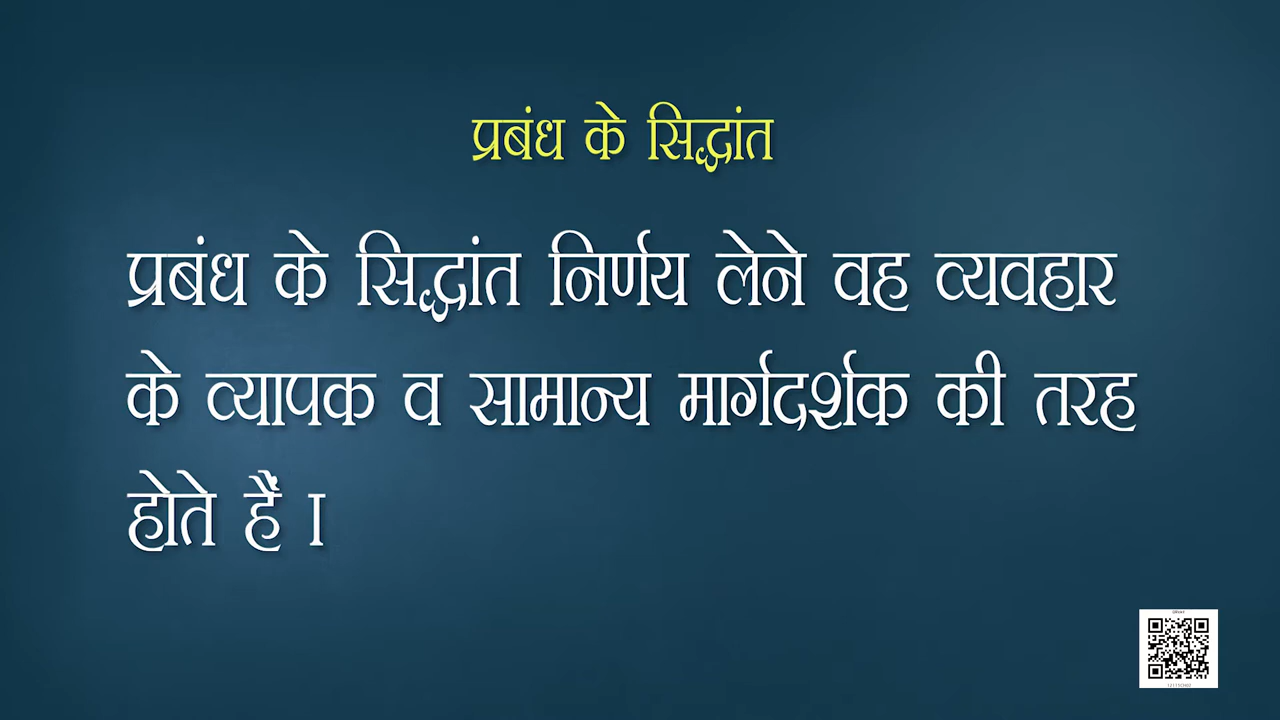 प्रबंध के सिद्धांत
प्रबंध के सिद्धांत निर्णय लेने वह व्यवहार
के व्यापक व सामान्य मार्गदर्शक की तरह
होते हैं ।